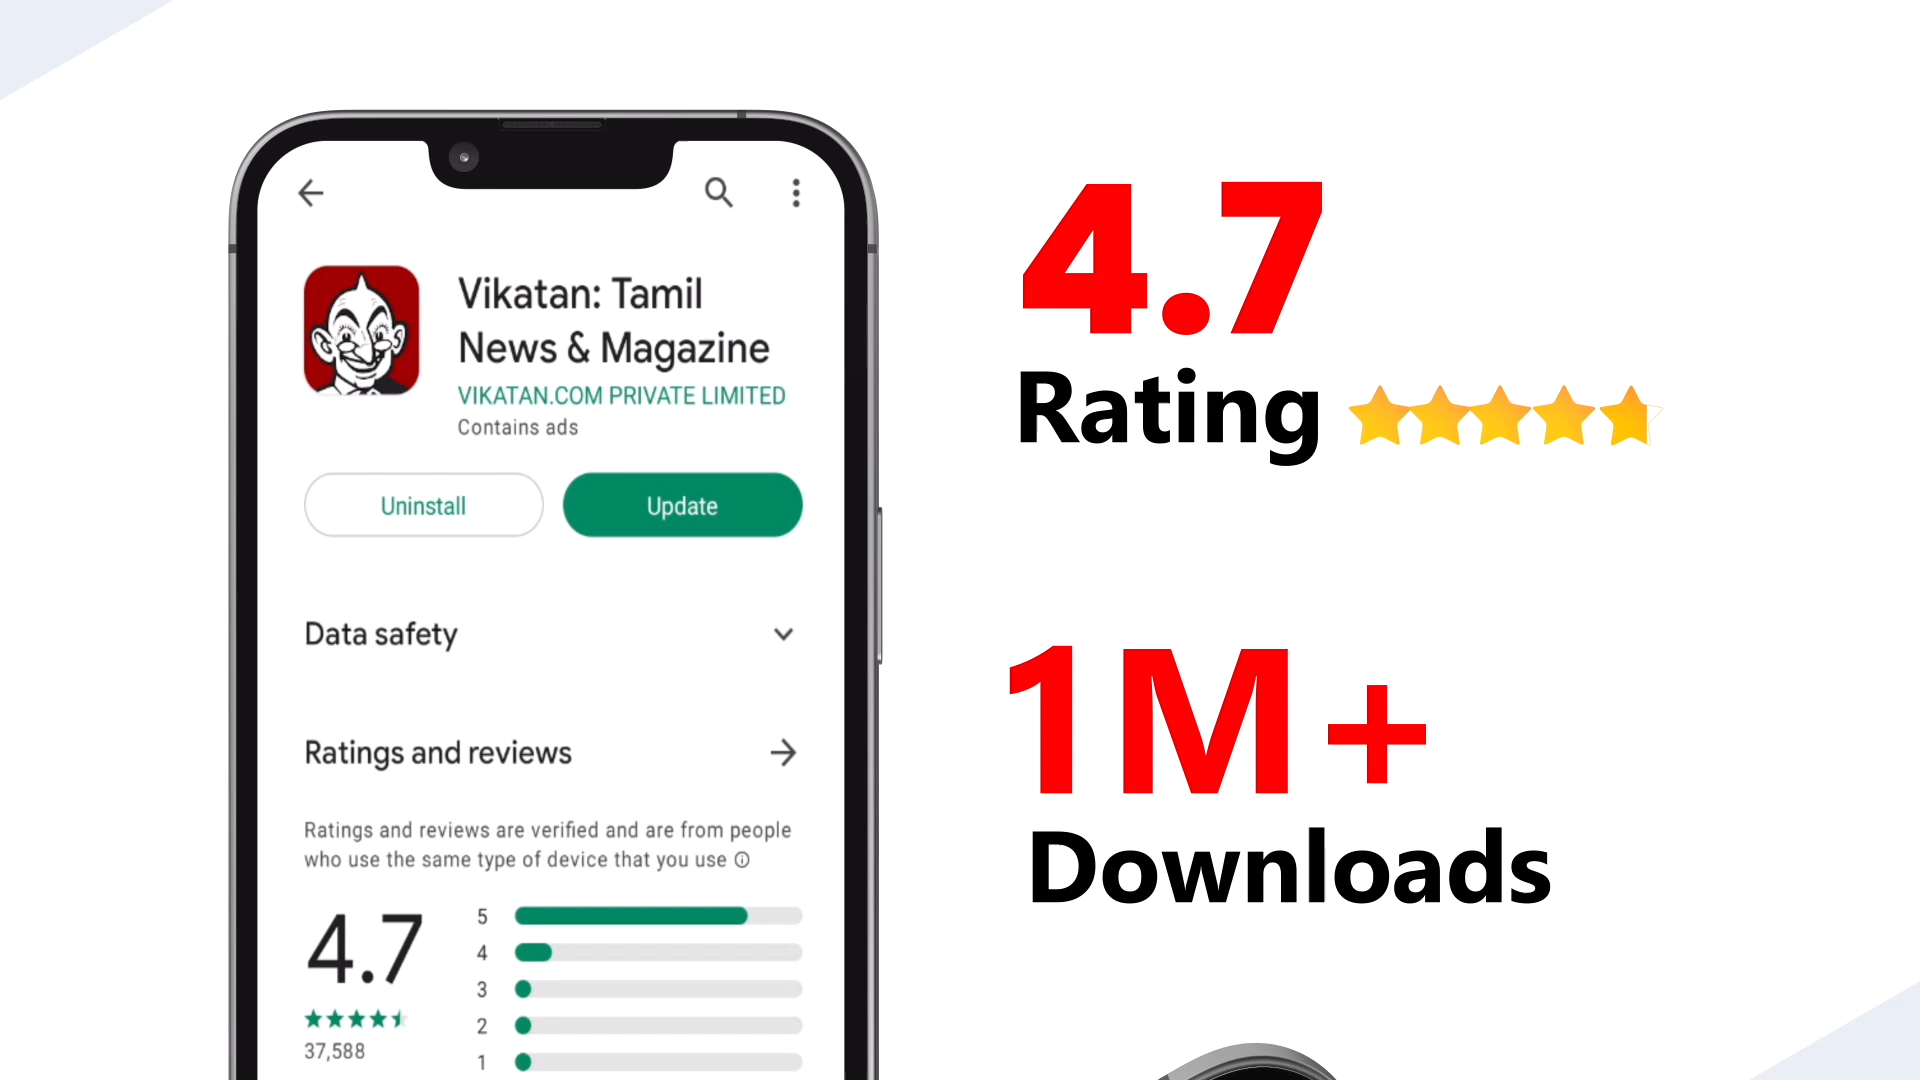 Vikatan: Tamil
News & Magazine
VIKATAN.COM PRIVATE LIMITED
Contains ads
Uninstall
Update
Data safety
Ratings and reviews
Ratings and reviews are verified and are from people
who use the same type of device that you use
4.7
37,588
5
4
3
2
1
4.7
Rating
1M+
Downloads